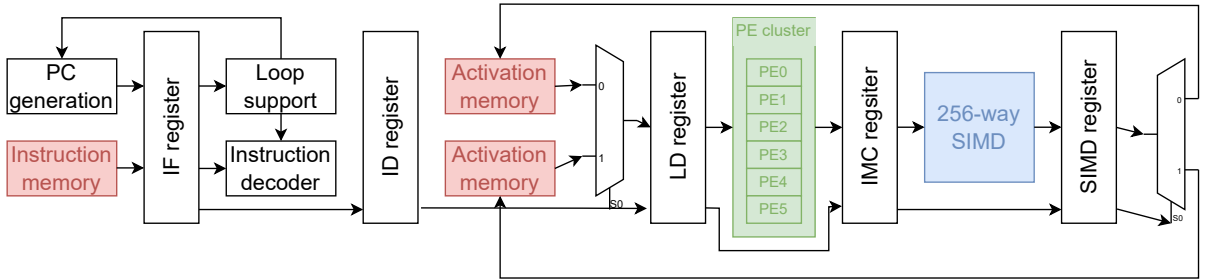 PC
generation
Instruction
memory
IF register
Loop
support
Instruction
decoder
ID register
Activation
memory
Activation
memory
0
1
S0
LD register
PE cluster
PE0
PE1
PE2
PE3
PE4
PE5
IMC regsiter
256-way
SIMD
SIMD register
0
1
S0